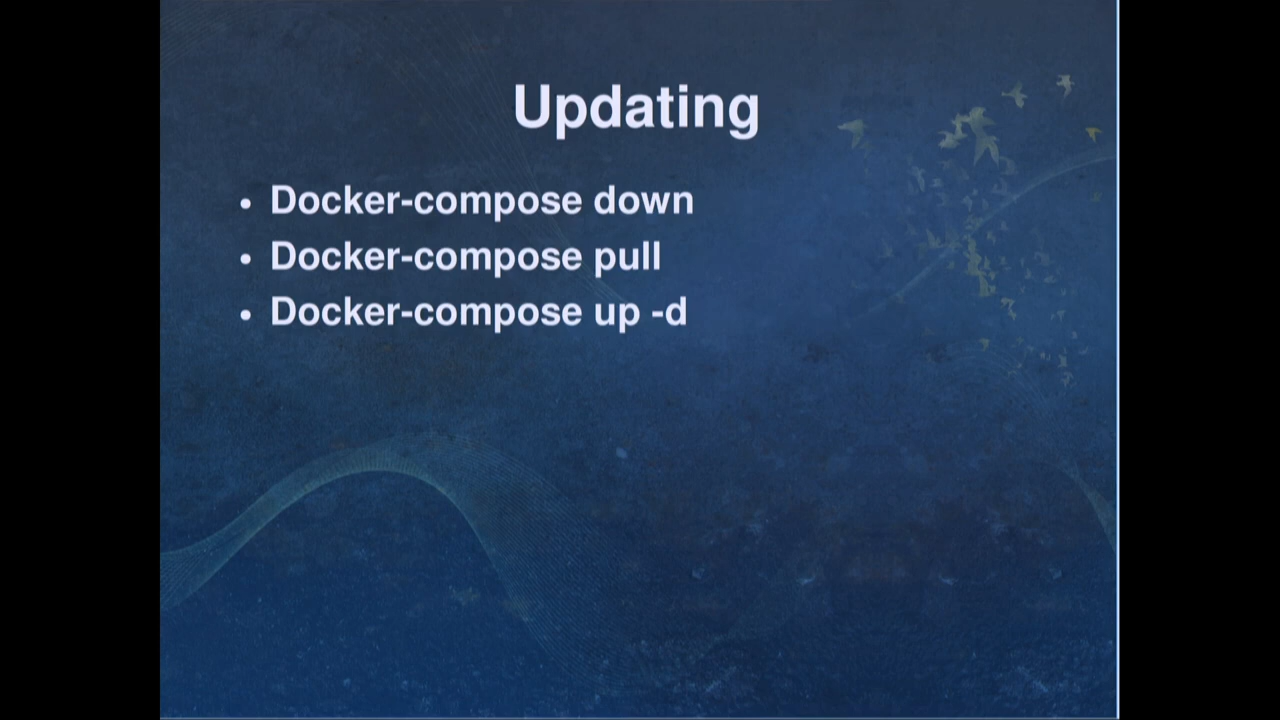 Updating
• Docker-compose down
• Docker-compose pull
• Docker-compose up -d